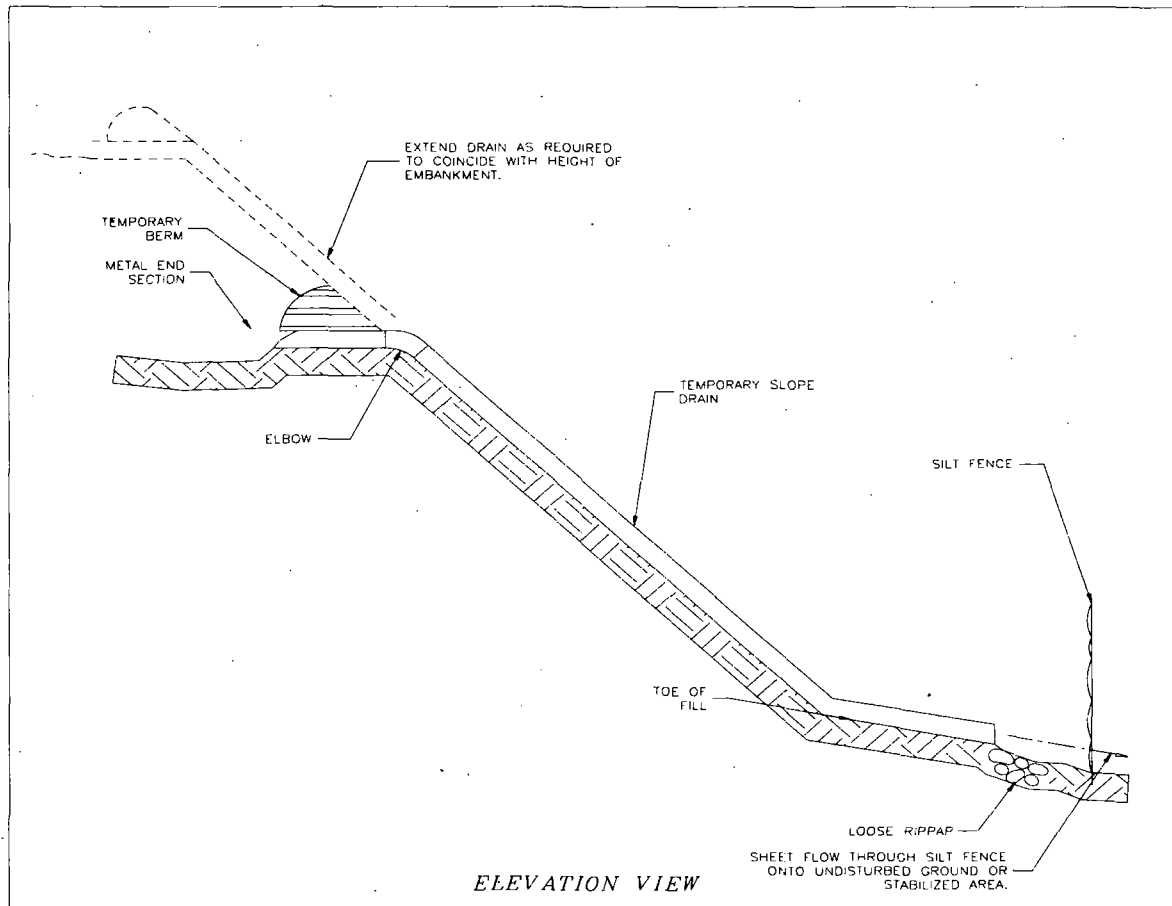 EXTEND DRAIN AS REQUIRED
TO COINCIDE WITH HEIGHT OF
EMBANKMENT.
TEMPORARY
BERM
METAL END
SECTION
ELBOW
TEMPORARY SLOPE
DRAIN
SILT FENCE
TOE OF
FILL
LOOSE RIPPAP
SHEET FLOW THROUGH SILT FENCE
ONTO UNDISTURBED GROUND OR
STABILIZED AREA.
ELEVATION VIEW